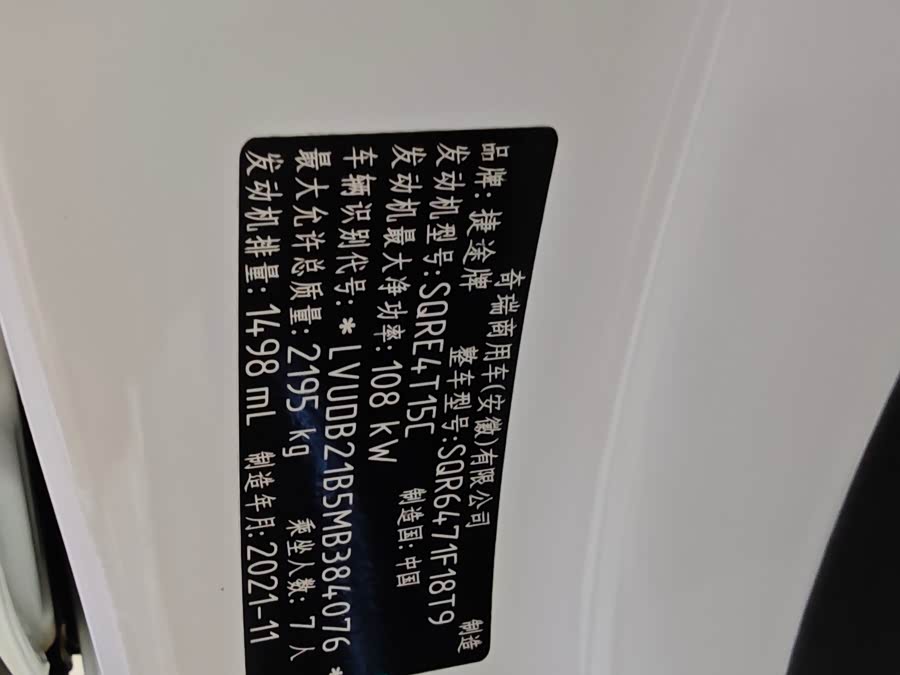 奇瑞商用车(安徽)有限公司 制造
品牌: 捷途牌 整车型号:SQR6471F18T9
发动机型号:SQRE4T15C 制造国:中国
发动机最大净功率: 108 kW
车辆识别代号: *LVUDB21B5MB384076*
最大允许总质量: 2195 kg 乘坐人数: 7人
发动机排量: 1498 mL 制造年月:2021-11